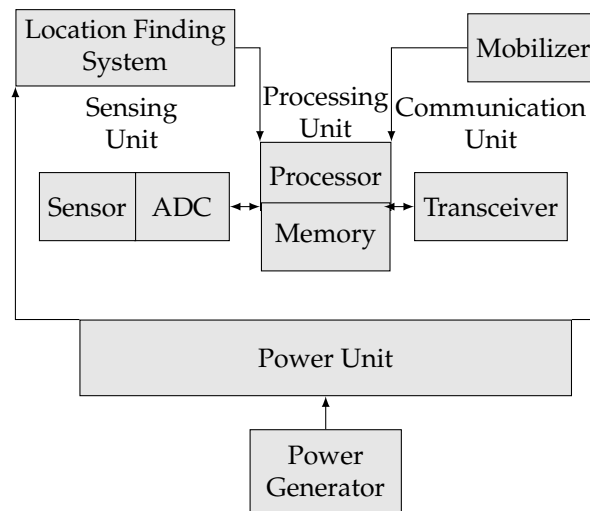 Location Finding
System
Mobilizer
Sensing
Unit
Processing
Unit
Communication
Unit
Sensor
ADC
Processor
Memory
Transceiver
Power Unit
Power
Generator